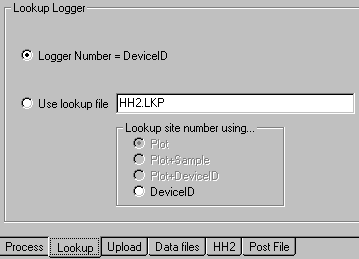 Lookup Logger
Logger Number = DeviceID
Use lookup file HH2.LKP
Lookup site number using...
Plot
Plot+Sample
Plot+DeviceID
DeviceID
Process Lookup Upload Data files HH2 Post File